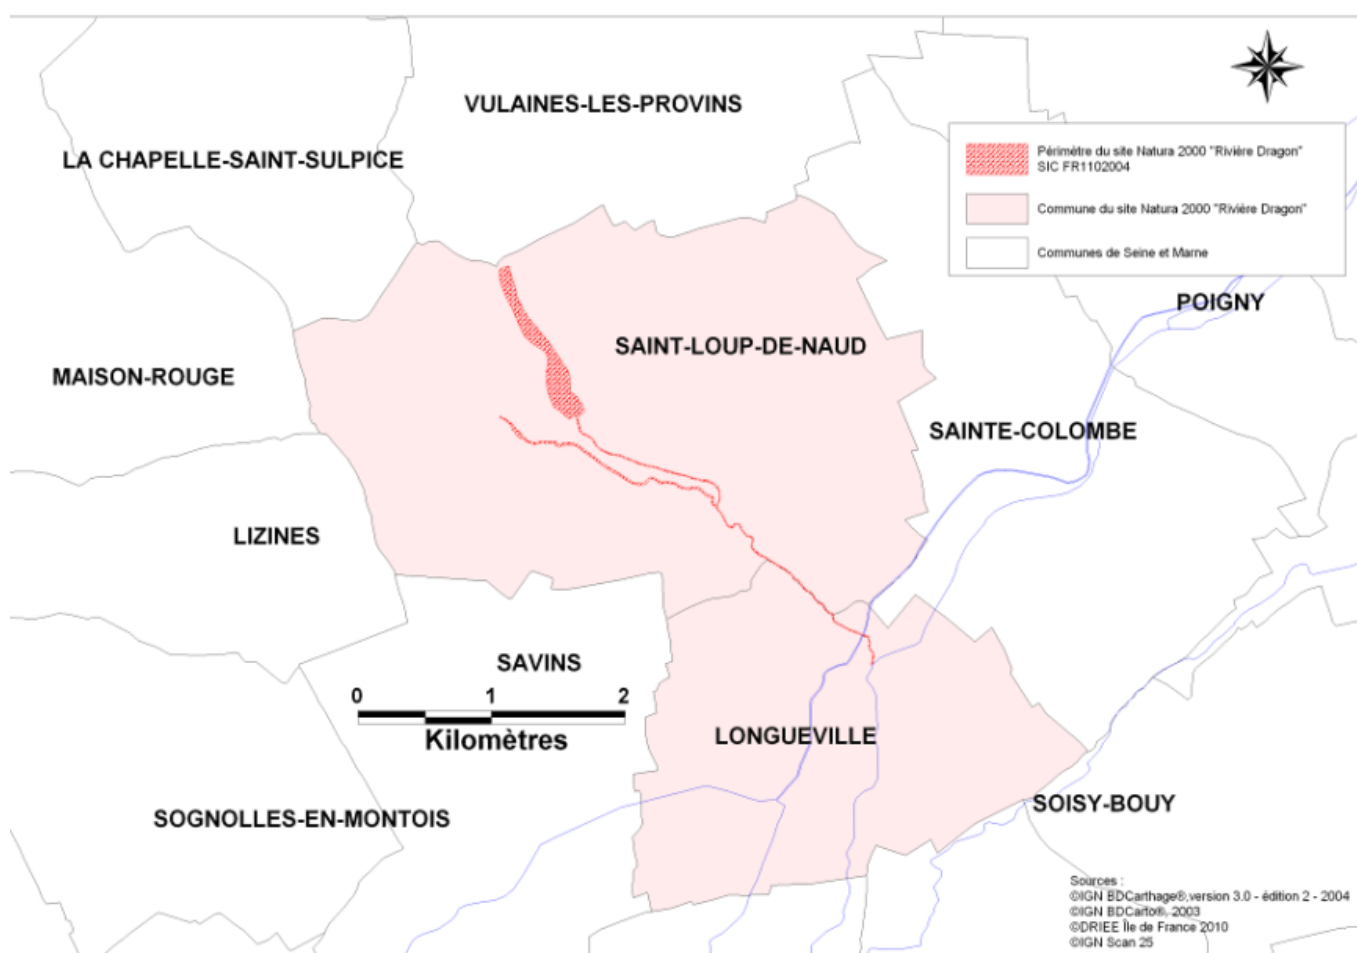 VULAINES-LES-PROVINS
LA CHAPELLE-SAINT-SULPICE
Périmètre du site Natura 2000 "Rivière Dragon"
SIC FR1102004
Commune du site Natura 2000 "Rivière Dragon"
Communes de Seine et Marne
POIGNY
SAINT-LOUP-DE-NAUD
MAISON-ROUGE
SAINTE-COLOMBE
LIZINES
SAVINS
0 1 2
Kilomètres
LONGUEVILLE
SOISY-BOUY
SOGNOLLES-EN-MONTOIS
Sources :
©IGN BDCarthage®,version 3.0 - édition 2 - 2004
©IGN BDCarto®, 2003
©DRIEE Île de France 2010
©IGN Scan 25